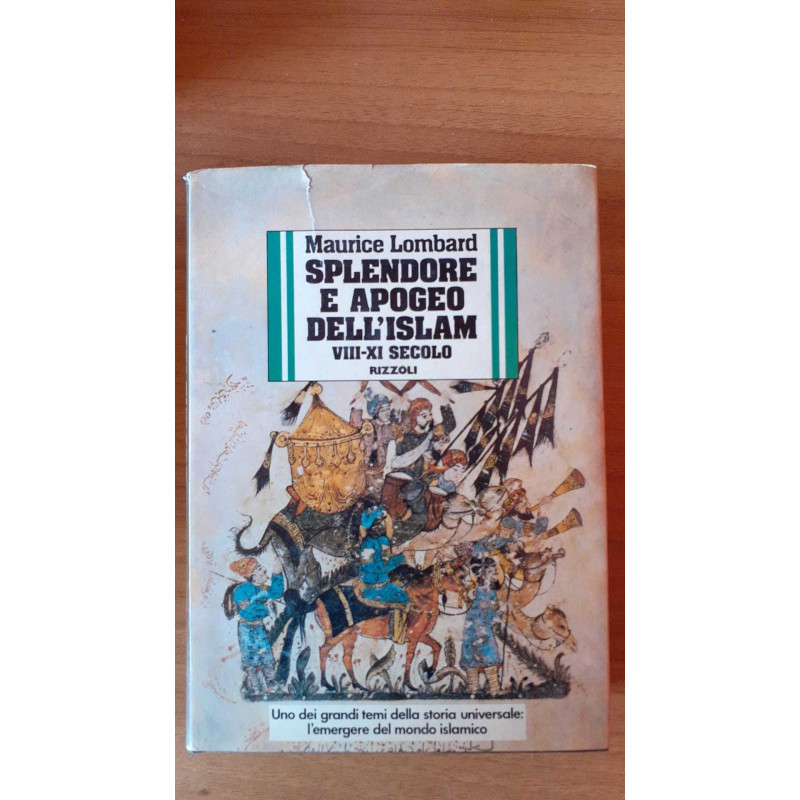 Maurice Lombard
SPLENDORE
E APOGEO
DELL'ISLAM
VIII-XI SECOLO
RIZZOLI
Uno dei grandi temi della storia universale:
l'emergere del mondo islamico